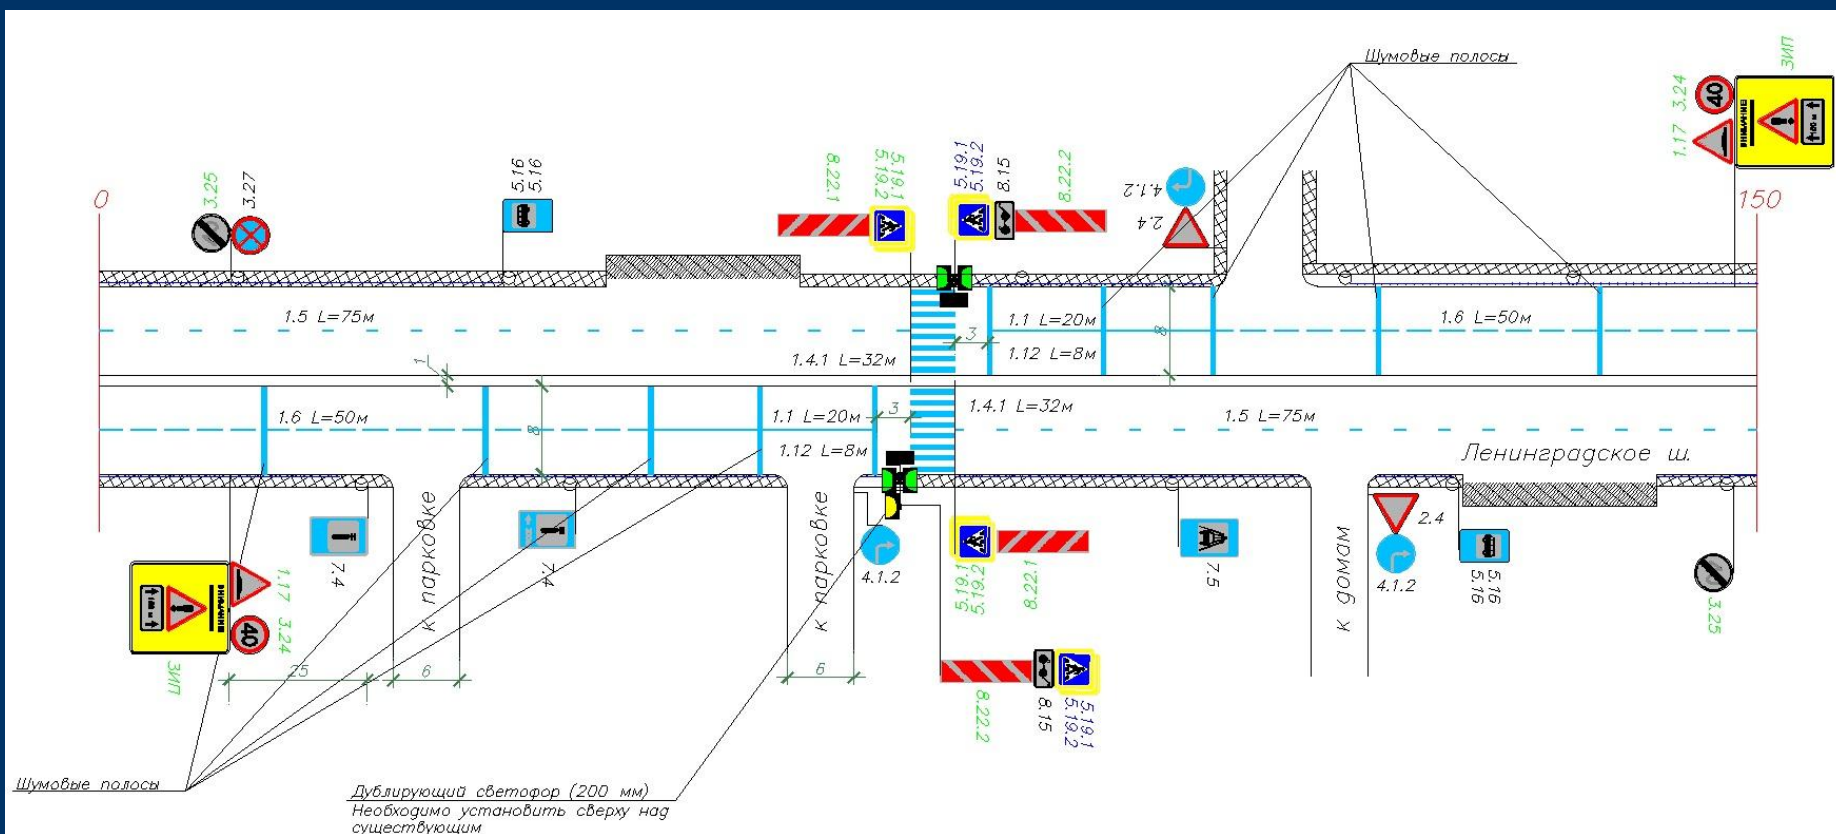 Шумовые полосы
ЗИП
3.24
1.17
40
ВНИМАНИЕ!
0
150
3.25
3.27
5.16
5.16
8.22.1
5.19.1
5.19.2
5.19.1
5.19.2
8.15
8.22.2
4.1.2
2.4
1.5 L=75м
1.1 L=20м
1.6 L=50м
8
3
1.4.1 L=32м
1.12 L=8м
1
1.6 L=50м
1.1 L=20м
3
1.4.1 L=32м
1.5 L=75м
8
1.12 L=8м
Ленинградское ш.
к парковке
к парковке
к домам
7.4
7.4
4.1.2
5.19.1
5.19.2
8.22.1
7.5
2.4
4.1.2
5.16
5.16
3.25
ВНИМАНИЕ!
1.17
3.24
40
ЗИП
25
6
6
8.22.2
8.15
5.19.1
5.19.2
Шумовые полосы
Дублирующий светофор (200 мм)
Необходимо установить сверху над
существующим